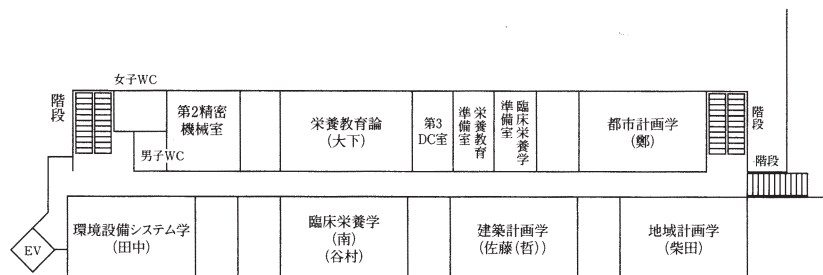 女子WC
階段
第2精密
機械室
栄養教育論
(大下)
第3
DC室
栄養教育
準備室
臨床栄養学
準備室
都市計画学
(鄭)
階段
階段
男子WC
環境設備システム学
(田中)
臨床栄養学
(南)
(谷村)
建築計画学
(佐藤(哲))
地域計画学
(柴田)
EV